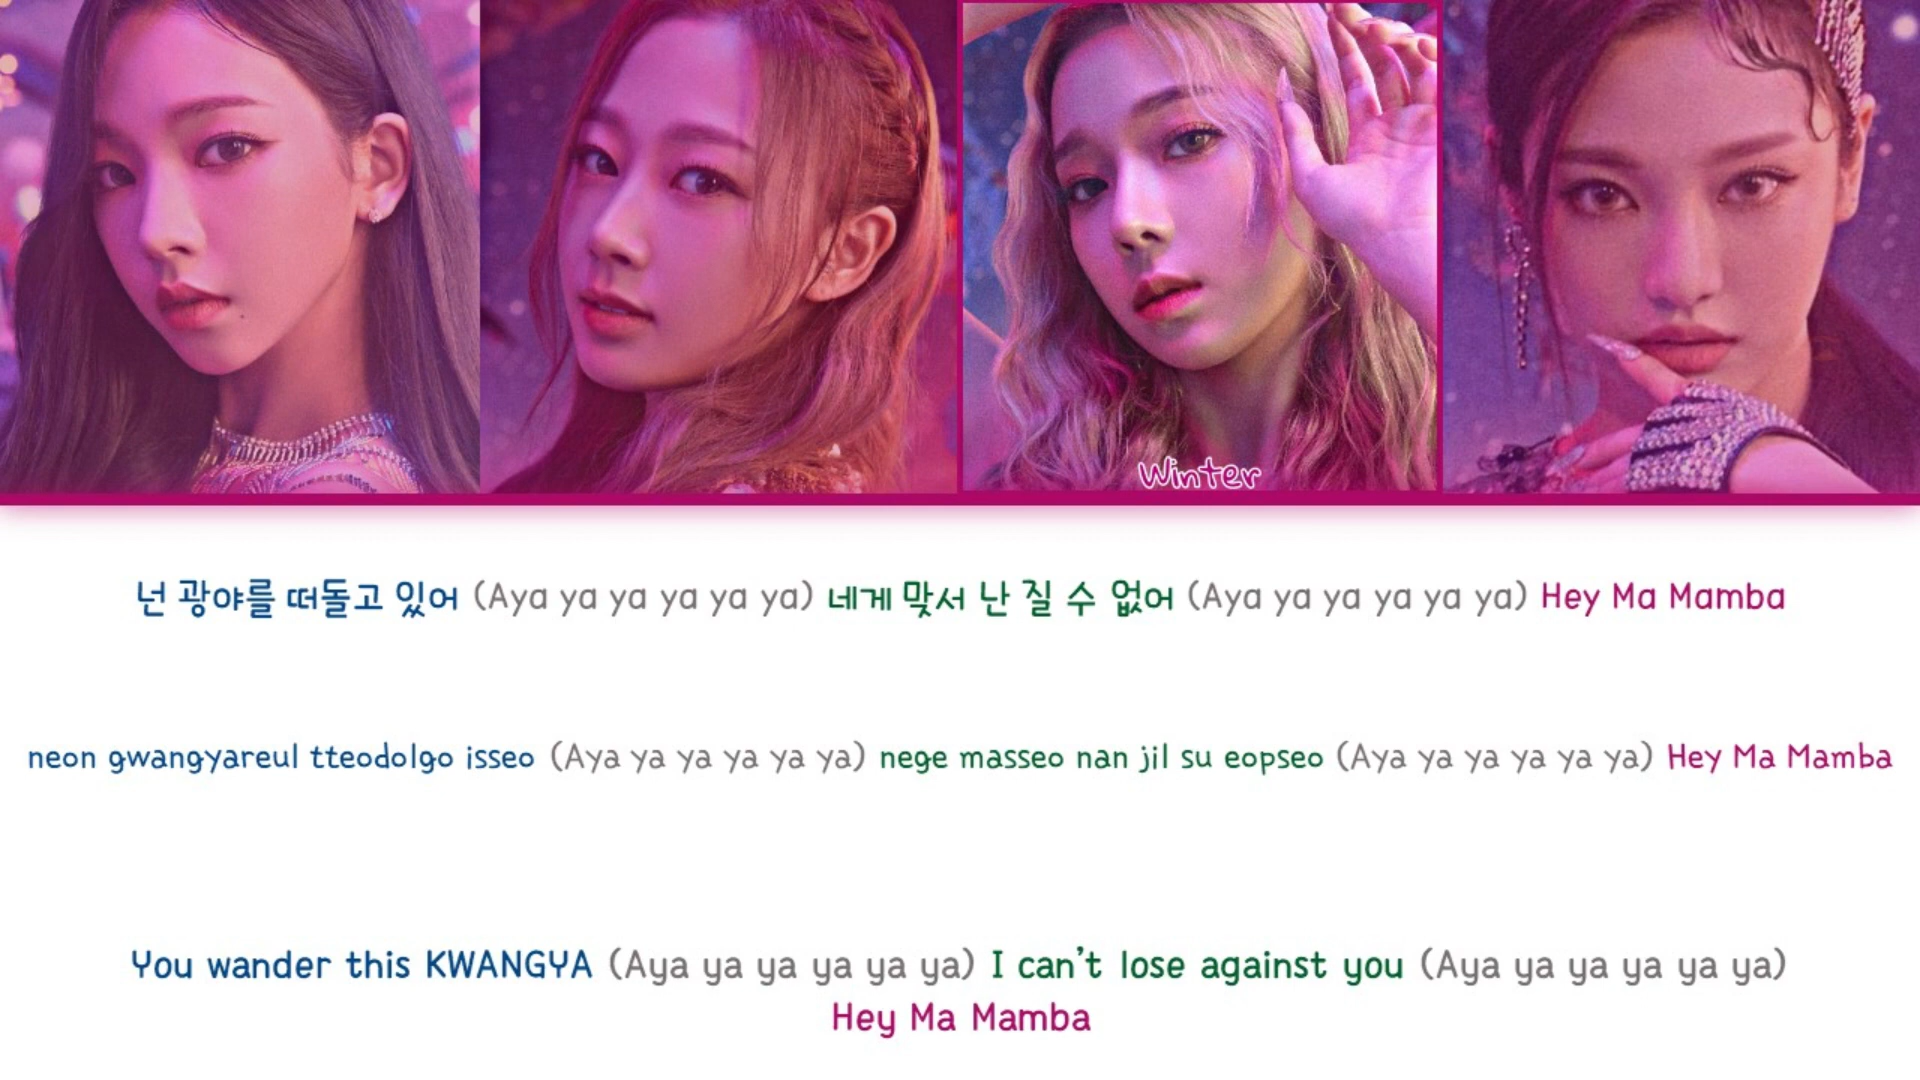 Winter
넌 광야를 떠돌고 있어 (Aya ya ya ya ya ya) 네게 맞서 난 질 수 없어 (Aya ya ya ya ya ya) Hey Ma Mamba
neon gwangyareul tteodolgo isseo (Aya ya ya ya ya ya) nege masseo nan jil su eopseo (Aya ya ya ya ya ya) Hey Ma Mamba
You wander this KWANGYA (Aya ya ya ya ya ya) I can't lose against you (Aya ya ya ya ya ya)
Hey Ma Mamba